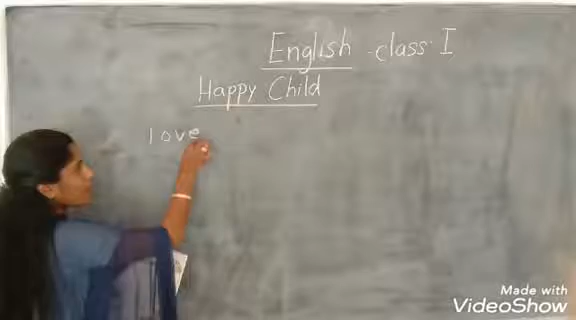 English - class - I
Happy Child
love
Made with
VideoShow